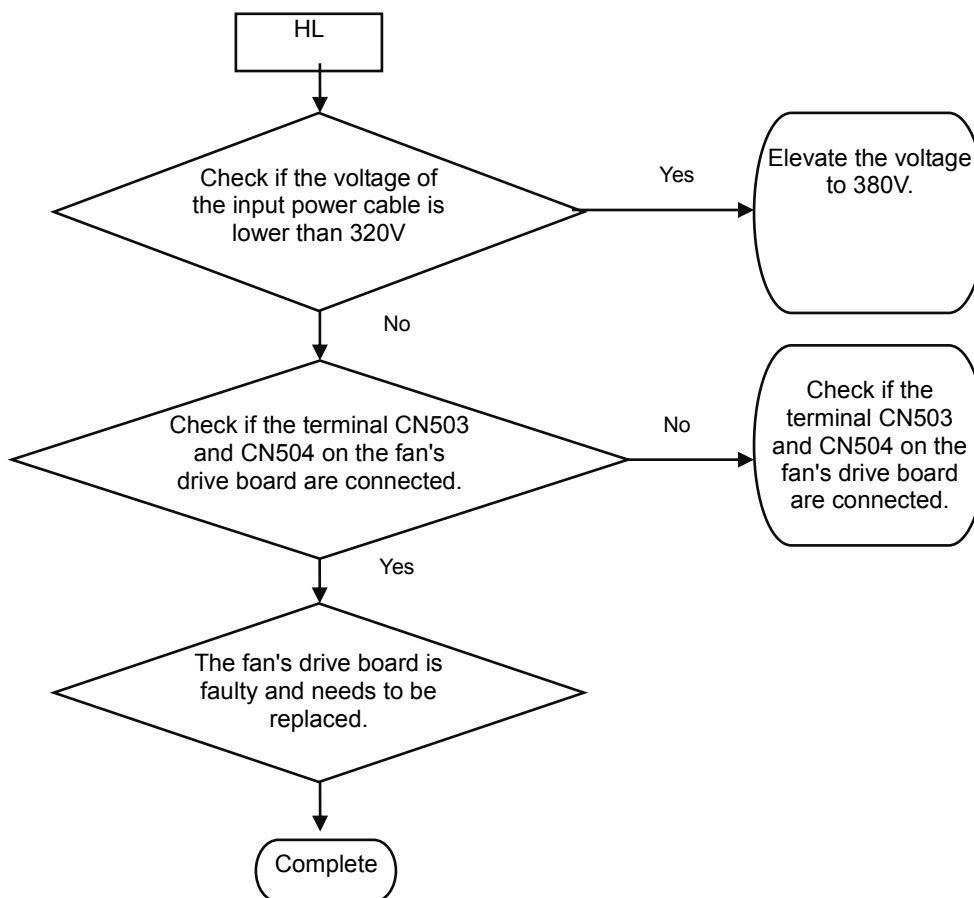 HL
Check if the voltage of
the input power cable is
lower than 320V
Yes
Elevate the voltage
to 380V.
No
Check if the terminal CN503
and CN504 on the fan's
drive board are connected.
No
Check if the
terminal CN503
and CN504 on the
fan's drive board
are connected.
Yes
The fan's drive board is
faulty and needs to be
replaced.
Complete